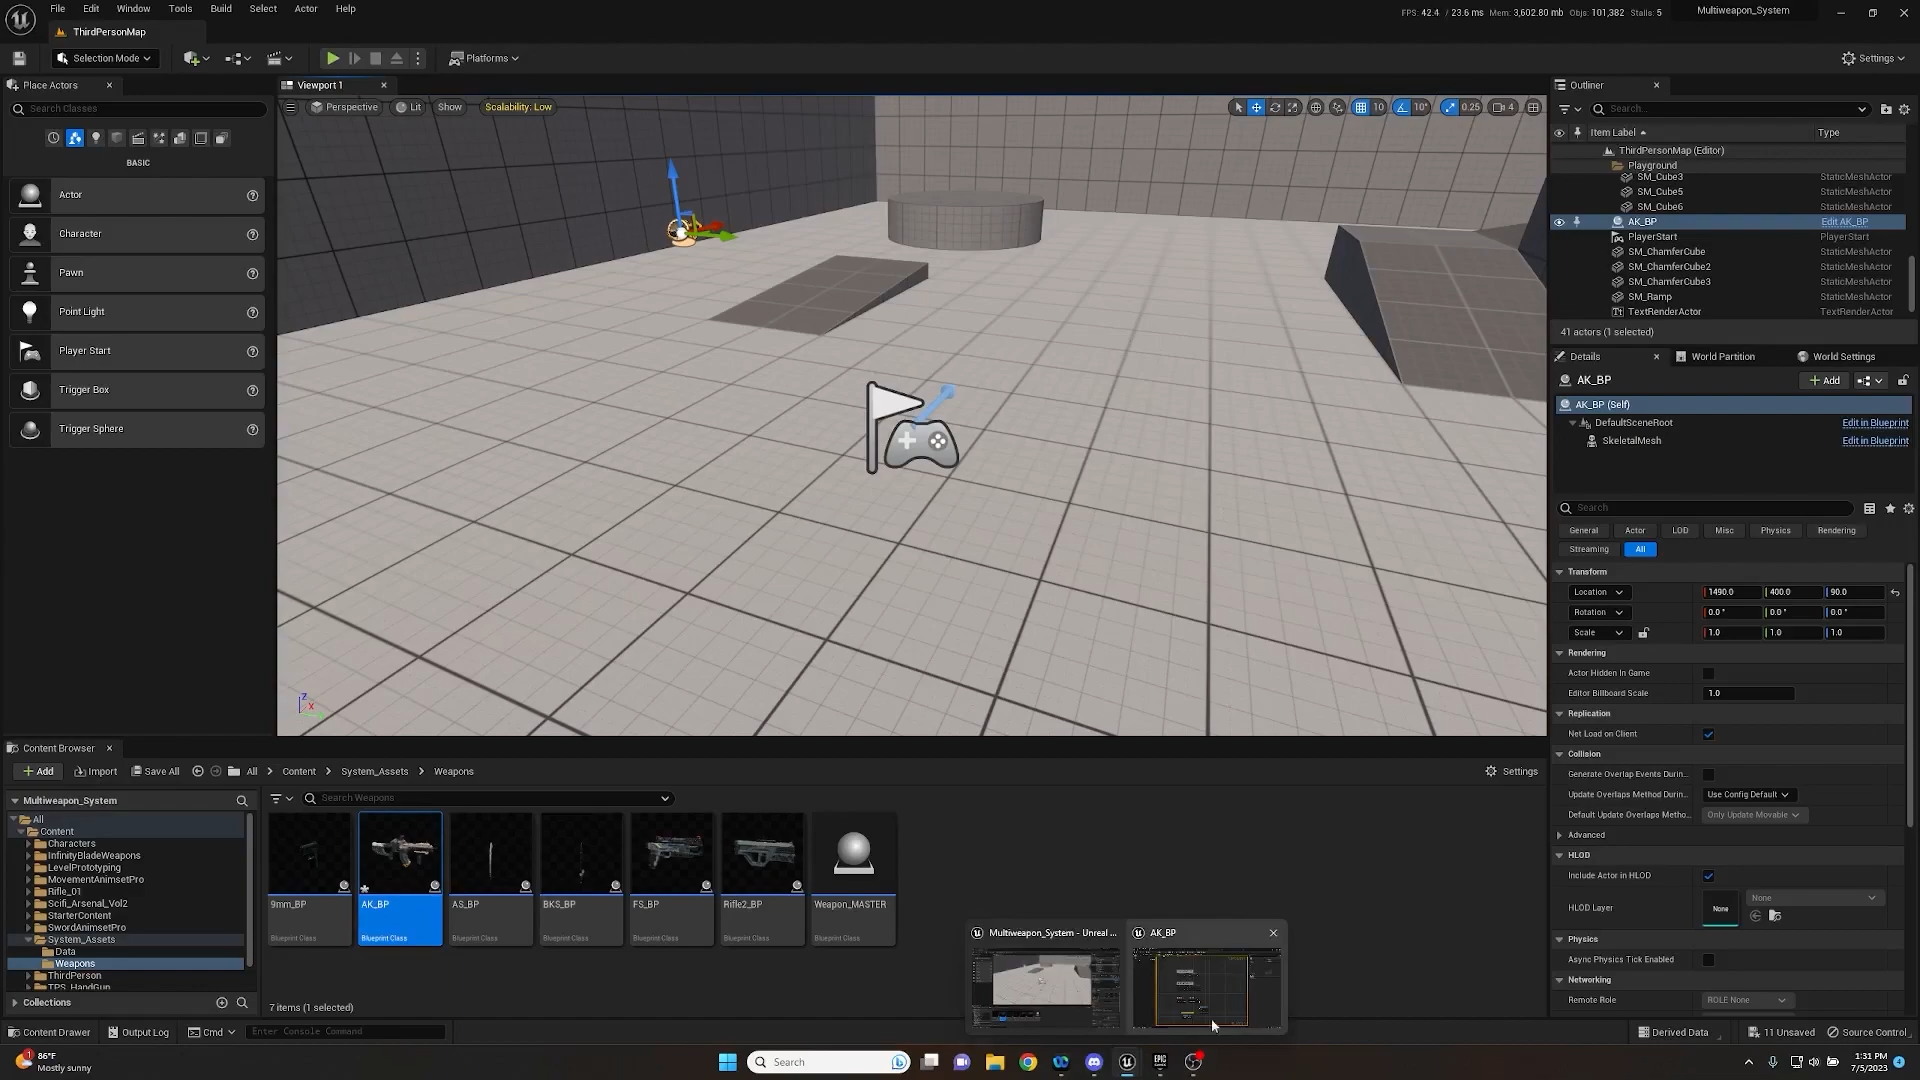 File Edit Window Tools Build Select Actor Help
FPS: 42.4 / 23.6 ms Mem: 3,602.80 mb Objs: 101,382 Stalls: 5
Multiweapon_System
ThirdPersonMap
Selection Mode
Platforms
Settings
Place Actors
Search Classes
BASIC
Actor
Character
Pawn
Point Light
Player Start
Trigger Box
Trigger Sphere
Viewport 1
Perspective Lit Show Scalability: Low
10 10° 0.25 4
Z
X
Outliner
Search...
Item Label Type
ThirdPersonMap (Editor)
Playground
SM_Cube3 StaticMeshActor
SM_Cube5 StaticMeshActor
SM_Cube6 StaticMeshActor
AK_BP Edit AK_BP
PlayerStart PlayerStart
SM_ChamferCube StaticMeshActor
SM_ChamferCube2 StaticMeshActor
SM_ChamferCube3 StaticMeshActor
SM_Ramp StaticMeshActor
TextRenderActor TextRenderActor
41 actors (1 selected)
Details World Partition World Settings
AK_BP
Add
AK_BP (Self)
DefaultSceneRoot Edit in Blueprint
SkeletalMesh Edit in Blueprint
Search
General Actor LOD Misc Physics Rendering
Streaming All
Transform
Location 1490.0 400.0 90.0
Rotation 0.0° 0.0° 0.0°
Scale 1.0 1.0 1.0
Rendering
Actor Hidden In Game
Editor Billboard Scale 1.0
Replication
Net Load on Client
Collision
Generate Overlap Events Durin...
Update Overlaps Method Durin... Use Config Default
Default Update Overlaps Metho... Only Update Movable
Advanced
HLOD
Include Actor in HLOD
HLOD Layer None None
Physics
Async Physics Tick Enabled
Networking
Remote Role ROLE None
Content Browser
Add Import Save All All Content System_Assets Weapons
Settings
Multiweapon_System
All
Content
Characters
InfinityBladeWeapons
LevelPrototyping
MovementAnimsetPro
Rifle_01
Scifi_Arsenal_Vol2
StarterContent
SwordAnimsetPro
System_Assets
Data
Weapons
ThirdPerson
TPS_HandGun
Collections
Search Weapons
9mm_BP AK_BP AS_BP BKS_BP FS_BP Rifle2_BP Weapon_MASTER
Blueprint Class Blueprint Class Blueprint Class Blueprint Class Blueprint Class Blueprint Class Blueprint Class
7 items (1 selected)
Multiweapon_System - Unreal ...
AK_BP
Content Drawer Output Log Cmd Enter Console Command
Derived Data 11 Unsaved Source Control
1
86°F
Mostly sunny
Search
EPIC
1:31 PM
7/5/2023
4